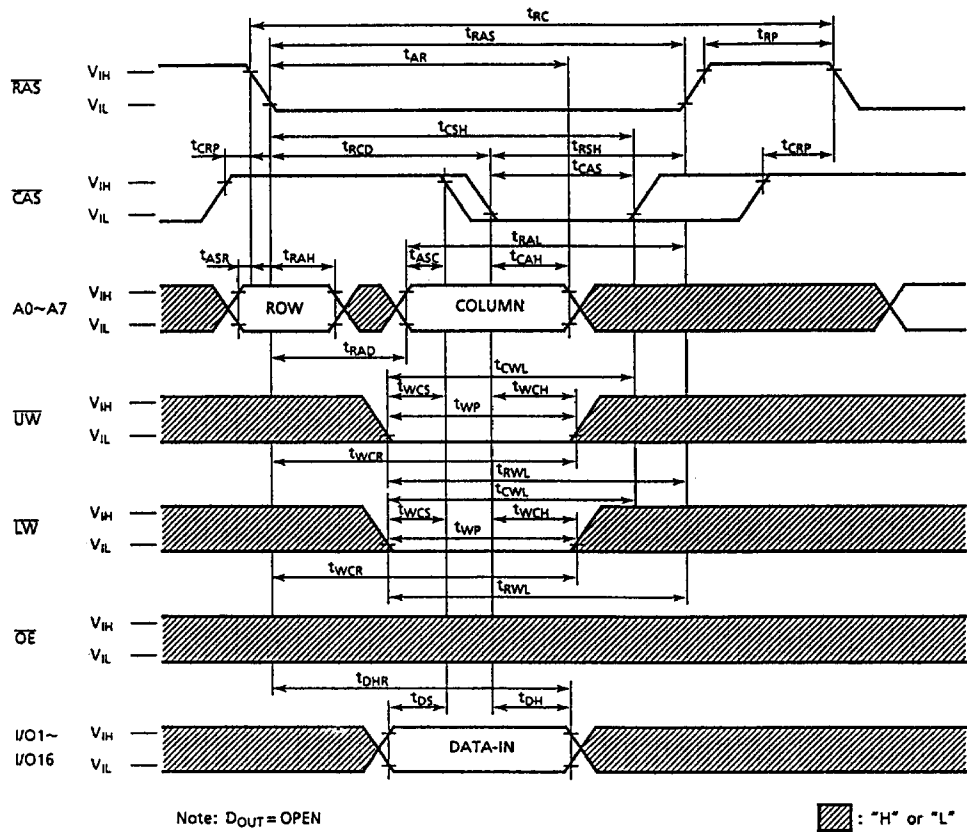 tRC
tRAS
tRP
tAR
RAS
VIH
VIL
tCSH
tCRP
tRCD
tRSH
tCRP
tCAS
CAS
VIH
VIL
tRAL
tASR
tRAH
tASC
tCAH
A0~A7
VIH
VIL
ROW
COLUMN
tRAD
tCWL
tWCS
tWCH
UW
VIH
VIL
tWP
tWCR
tRWL
tCWL
tWCS
tWCH
LW
VIH
VIL
tWP
tWCR
tRWL
OE
VIH
VIL
tDHR
tDS
tDH
I/O1~
I/O16
VIH
VIL
DATA-IN
Note: DOUT = OPEN
: "H" or "L"